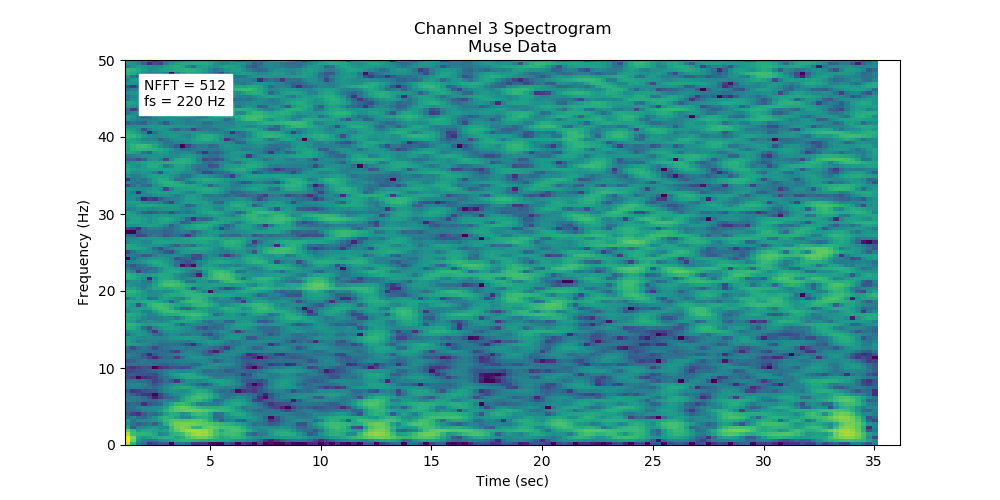 Channel 3 Spectrogram
Muse Data
NFFT = 512
fs = 220 Hz
50
40
30
20
10
0
Frequency (Hz)
5
10
15
20
25
30
35
Time (sec)